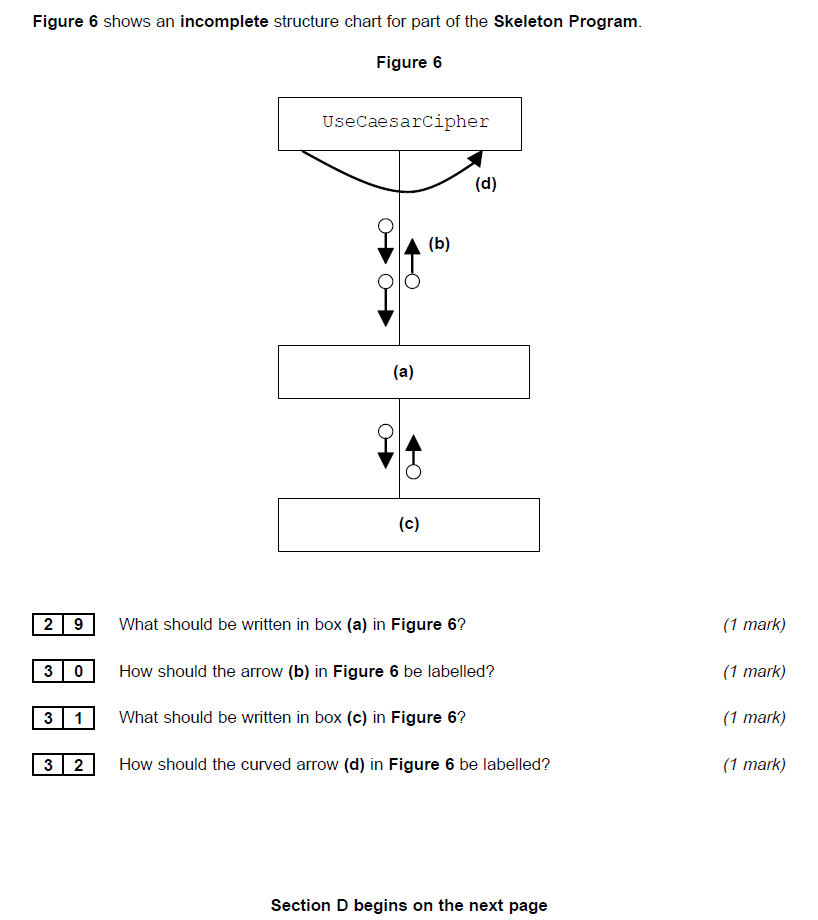 Figure 6 shows an incomplete structure chart for part of the Skeleton Program.
Figure 6
UseCaesarCipher
(d)
(b)
(a)
(c)
2 9 What should be written in box (a) in Figure 6? (1 mark)
3 0 How should the arrow (b) in Figure 6 be labelled? (1 mark)
3 1 What should be written in box (c) in Figure 6? (1 mark)
3 2 How should the curved arrow (d) in Figure 6 be labelled? (1 mark)
Section D begins on the next page